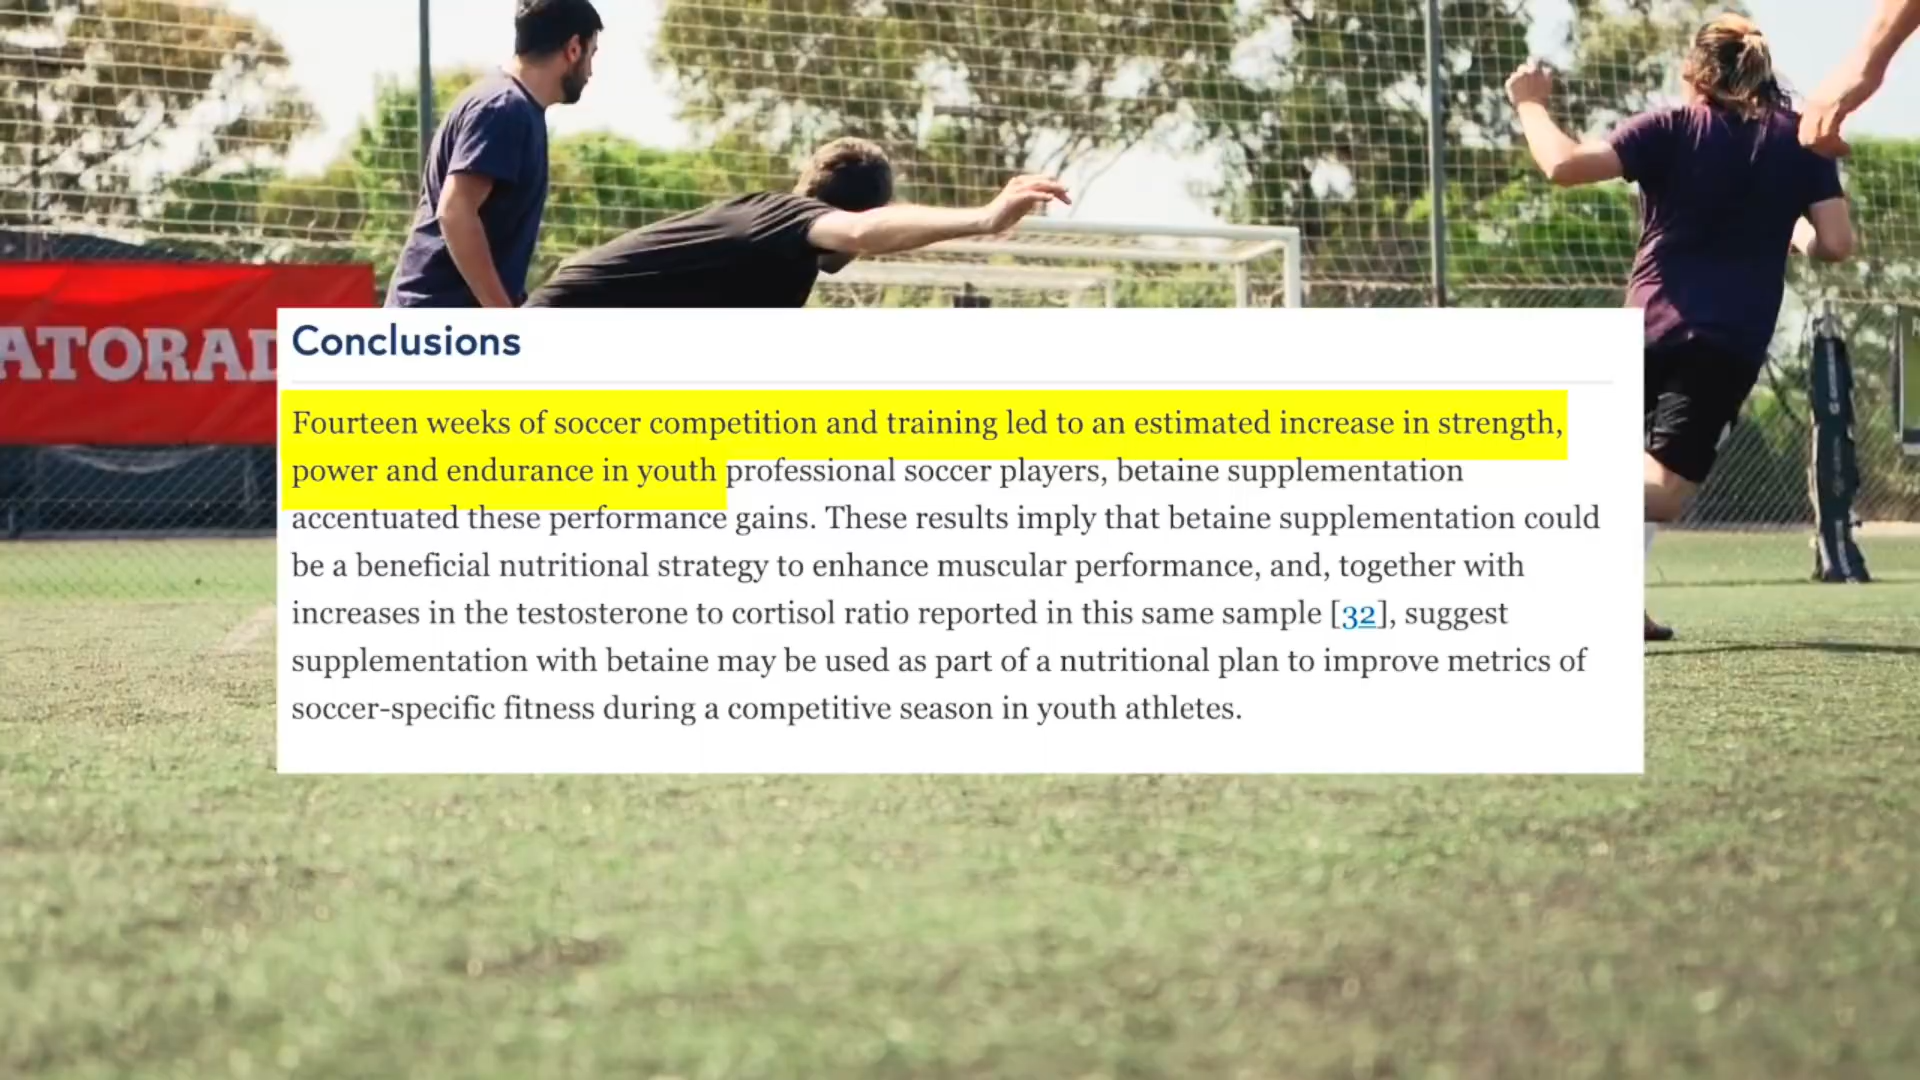 ATORAD
Conclusions
Fourteen weeks of soccer competition and training led to an estimated increase in strength,
power and endurance in youth professional soccer players, betaine supplementation
accentuated these performance gains. These results imply that betaine supplementation could
be a beneficial nutritional strategy to enhance muscular performance, and, together with
increases in the testosterone to cortisol ratio reported in this same sample [32], suggest
supplementation with betaine may be used as part of a nutritional plan to improve metrics of
soccer-specific fitness during a competitive season in youth athletes.